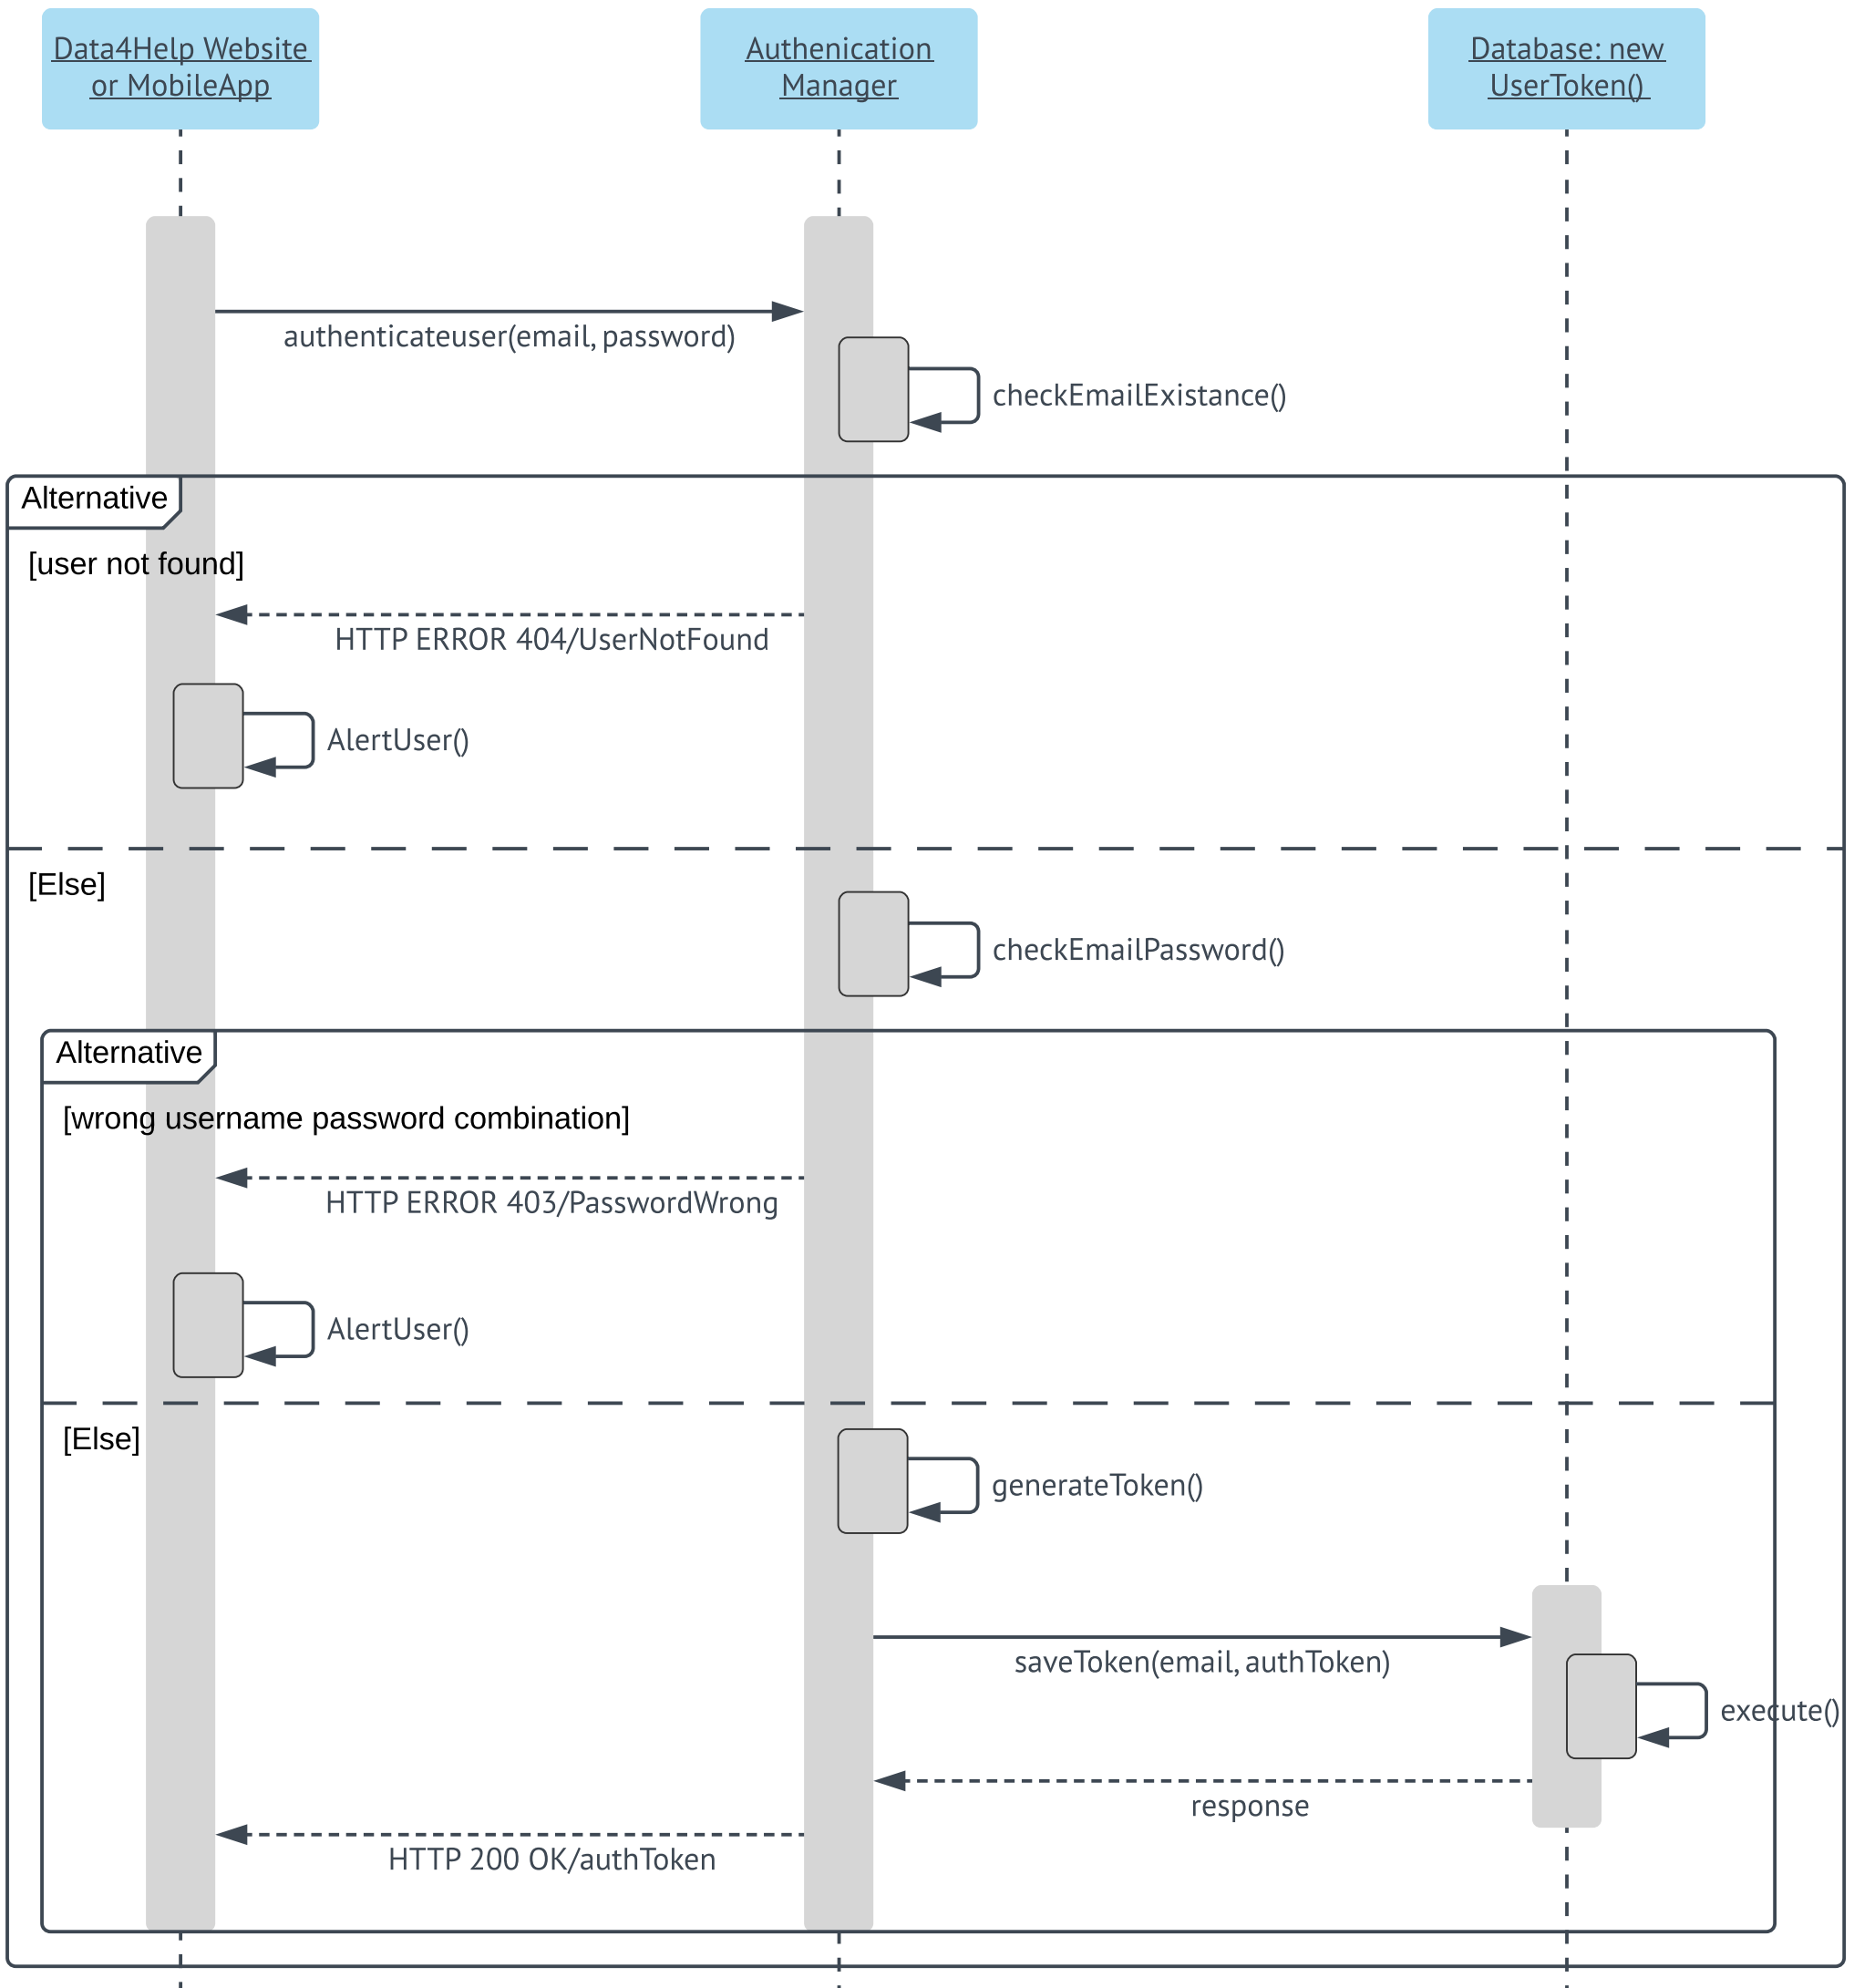 Data4Help Website
or MobileApp
Authenication
Manager
Database: new
UserToken()
authenticateuser(email, password)
checkEmailExistance()
Alternative
[user not found]
HTTP ERROR 404/UserNotFound
AlertUser()
[Else]
checkEmailPassword()
Alternative
[wrong username password combination]
HTTP ERROR 403/PasswordWrong
AlertUser()
[Else]
generateToken()
saveToken(email, authToken)
execute()
response
HTTP 200 OK/authToken